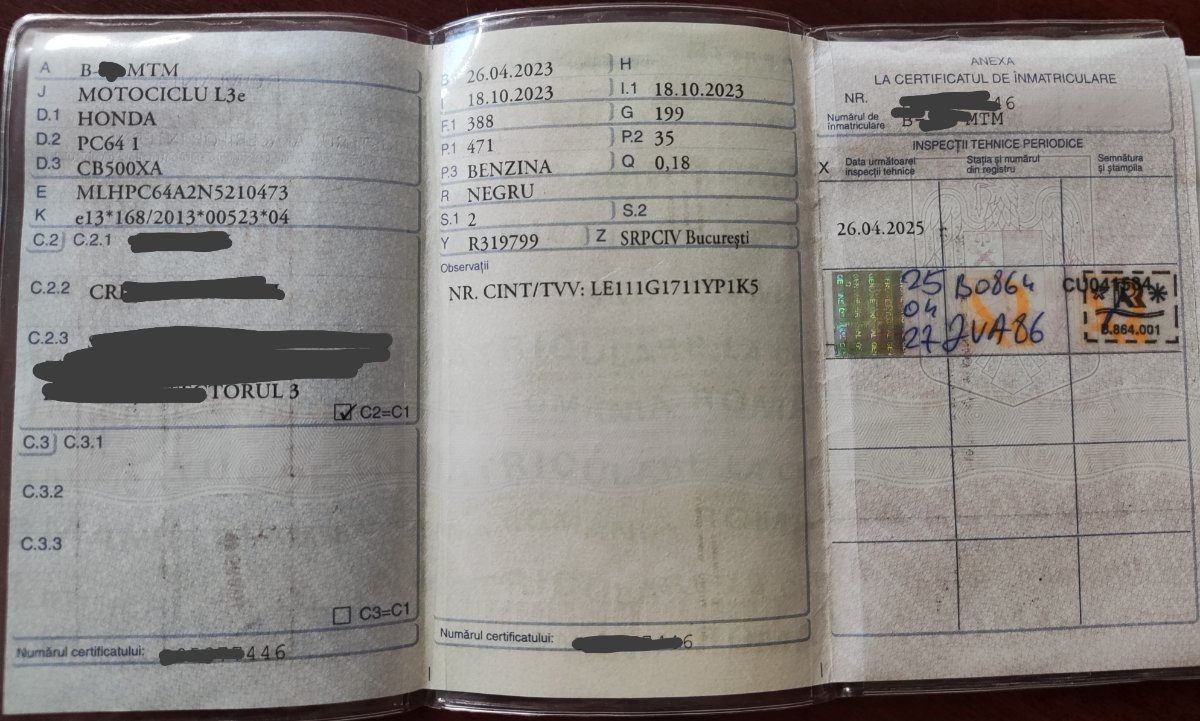 A B- MTM
J MOTOCICLU L3e
D.1 HONDA
D.2 PC64 1
D.3 CB500XA
E MLHPC64A2N5210473
K e13*168/2013*00523*04
C.2 C.2.1
C.2.2 CR
C.2.3
TORUL 3
☑ C2=C1
C.3 C.3.1
C.3.2
C.3.3
☐ C3=C1
Numărul certificatului: 446
B 26.04.2023 H
I 18.10.2023 I.1 18.10.2023
F.1 388 G 199
P.1 471 P.2 35
P.3 BENZINA Q 0,18
R NEGRU
S.1 2 S.2
Y R319799 Z SRPCIV București
Observații
NR. CINT/TVV: LE111G1711YP1K5
Numărul certificatului: 6
ANEXA
LA CERTIFICATUL DE ÎNMATRICULARE
NR. 46
Numărul de înmatriculare B- MTM
INSPECȚII TEHNICE PERIODICE
X Data următoarei inspecții tehnice Stația și numărul din registru Semnătura și ștampila
26.04.2025
25 B0864
04
27 JVA86
B.864.001